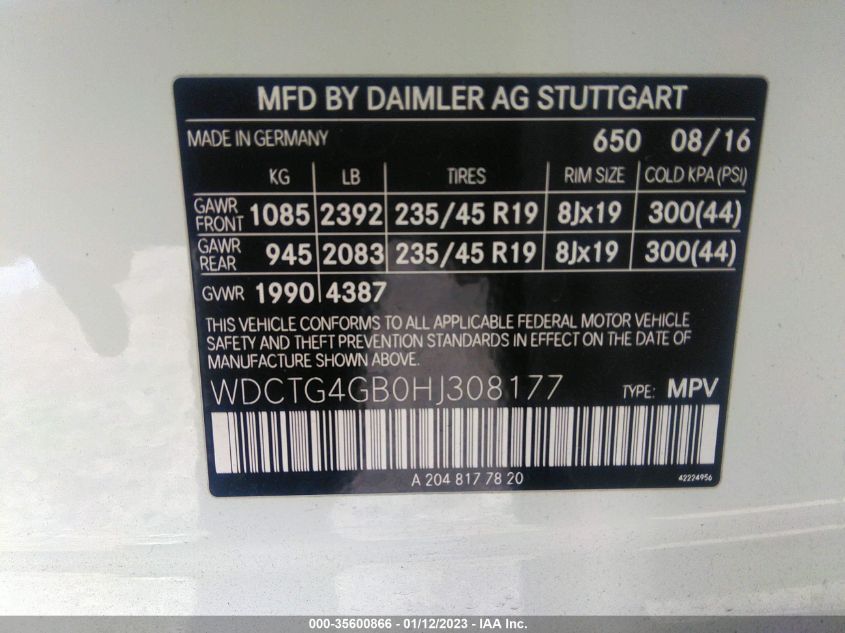 MFD BY DAIMLER AG STUTTGART
MADE IN GERMANY 650 08/16
KG LB TIRES RIM SIZE COLD KPA (PSI)
GAWR FRONT 1085 2392 235/45 R19 8Jx19 300(44)
GAWR REAR 945 2083 235/45 R19 8Jx19 300(44)
GVWR 1990 4387
THIS VEHICLE CONFORMS TO ALL APPLICABLE FEDERAL MOTOR VEHICLE
SAFETY AND THEFT PREVENTION STANDARDS IN EFFECT ON THE DATE OF
MANUFACTURE SHOWN ABOVE.
WDCTG4GB0HJ308177 TYPE: MPV
A 204 817 78 20 42224956
000-35600866 - 01/12/2023 - IAA Inc.